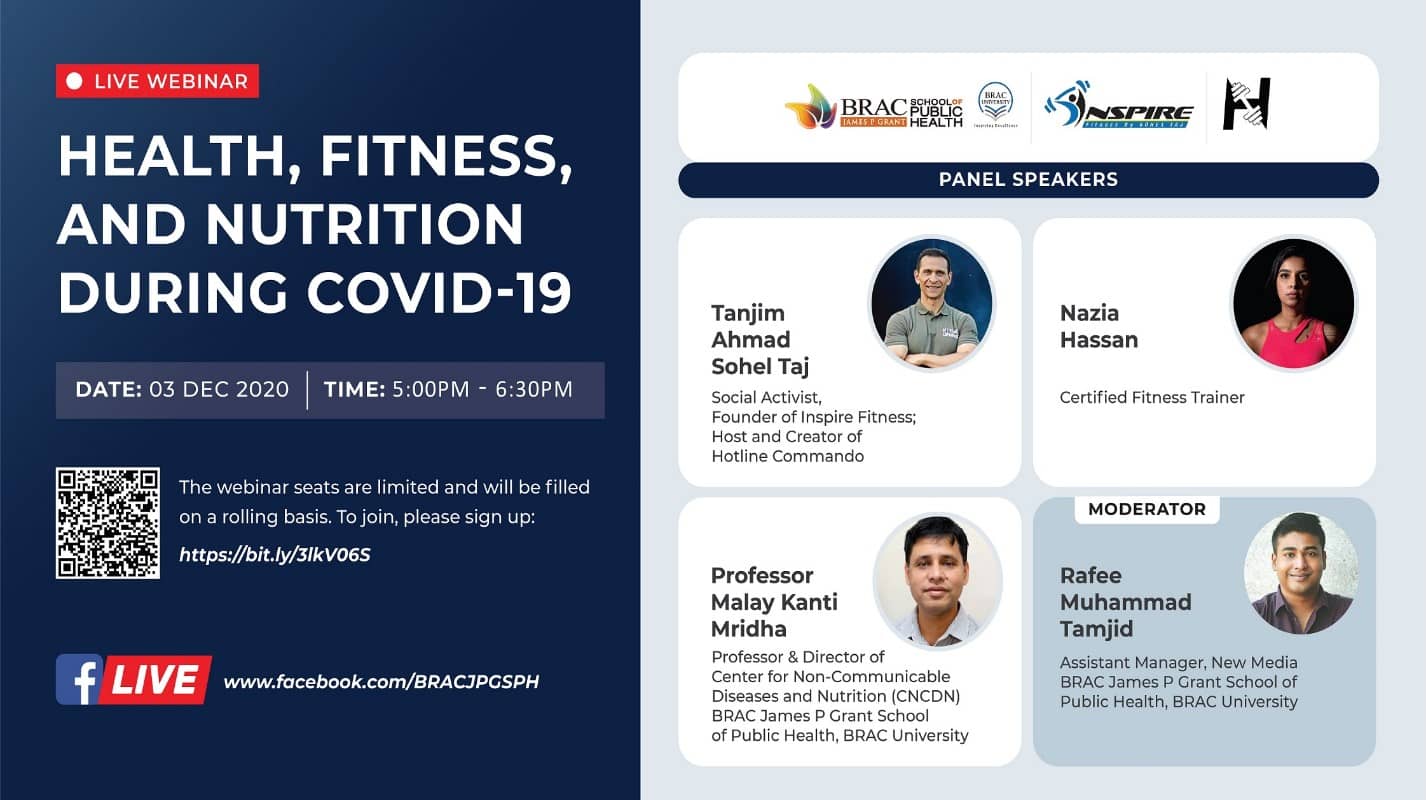 LIVE WEBINAR
HEALTH, FITNESS,
AND NUTRITION
DURING COVID-19
DATE: 03 DEC 2020 | TIME: 5:00PM - 6:30PM
The webinar seats are limited and will be filled
on a rolling basis. To join, please sign up:
https://bit.ly/3lkV06S
f LIVE www.facebook.com/BRACJPGSPH
BRAC
JAMES P GRANT
SCHOOL OF
PUBLIC
HEALTH
BRAC
UNIVERSITY
Inspiring Excellence
INSPIRE
FITNESS By SOHEL TAJ
H
PANEL SPEAKERS
Tanjim
Ahmad
Sohel Taj
Social Activist,
Founder of Inspire Fitness;
Host and Creator of
Hotline Commando
Nazia
Hassan
Certified Fitness Trainer
Professor
Malay Kanti
Mridha
Professor & Director of
Center for Non-Communicable
Diseases and Nutrition (CNCDN)
BRAC James P Grant School
of Public Health, BRAC University
MODERATOR
Rafee
Muhammad
Tamjid
Assistant Manager, New Media
BRAC James P Grant School of
Public Health, BRAC University